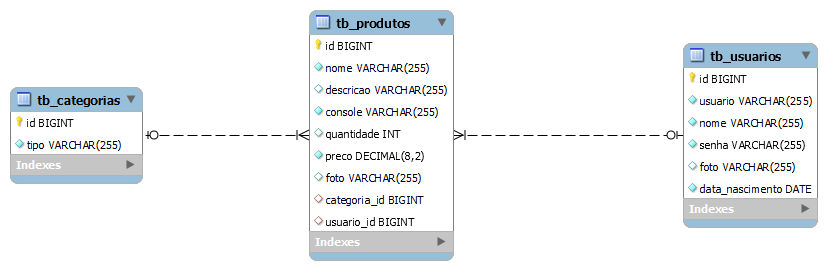 tb_categorias
id BIGINT
tipo VARCHAR(255)
Indexes
tb_produtos
id BIGINT
nome VARCHAR(255)
descricao VARCHAR(255)
console VARCHAR(255)
quantidade INT
preco DECIMAL(8,2)
foto VARCHAR(255)
categoria_id BIGINT
usuario_id BIGINT
Indexes
tb_usuarios
id BIGINT
usuario VARCHAR(255)
nome VARCHAR(255)
senha VARCHAR(255)
foto VARCHAR(255)
data_nascimento DATE
Indexes